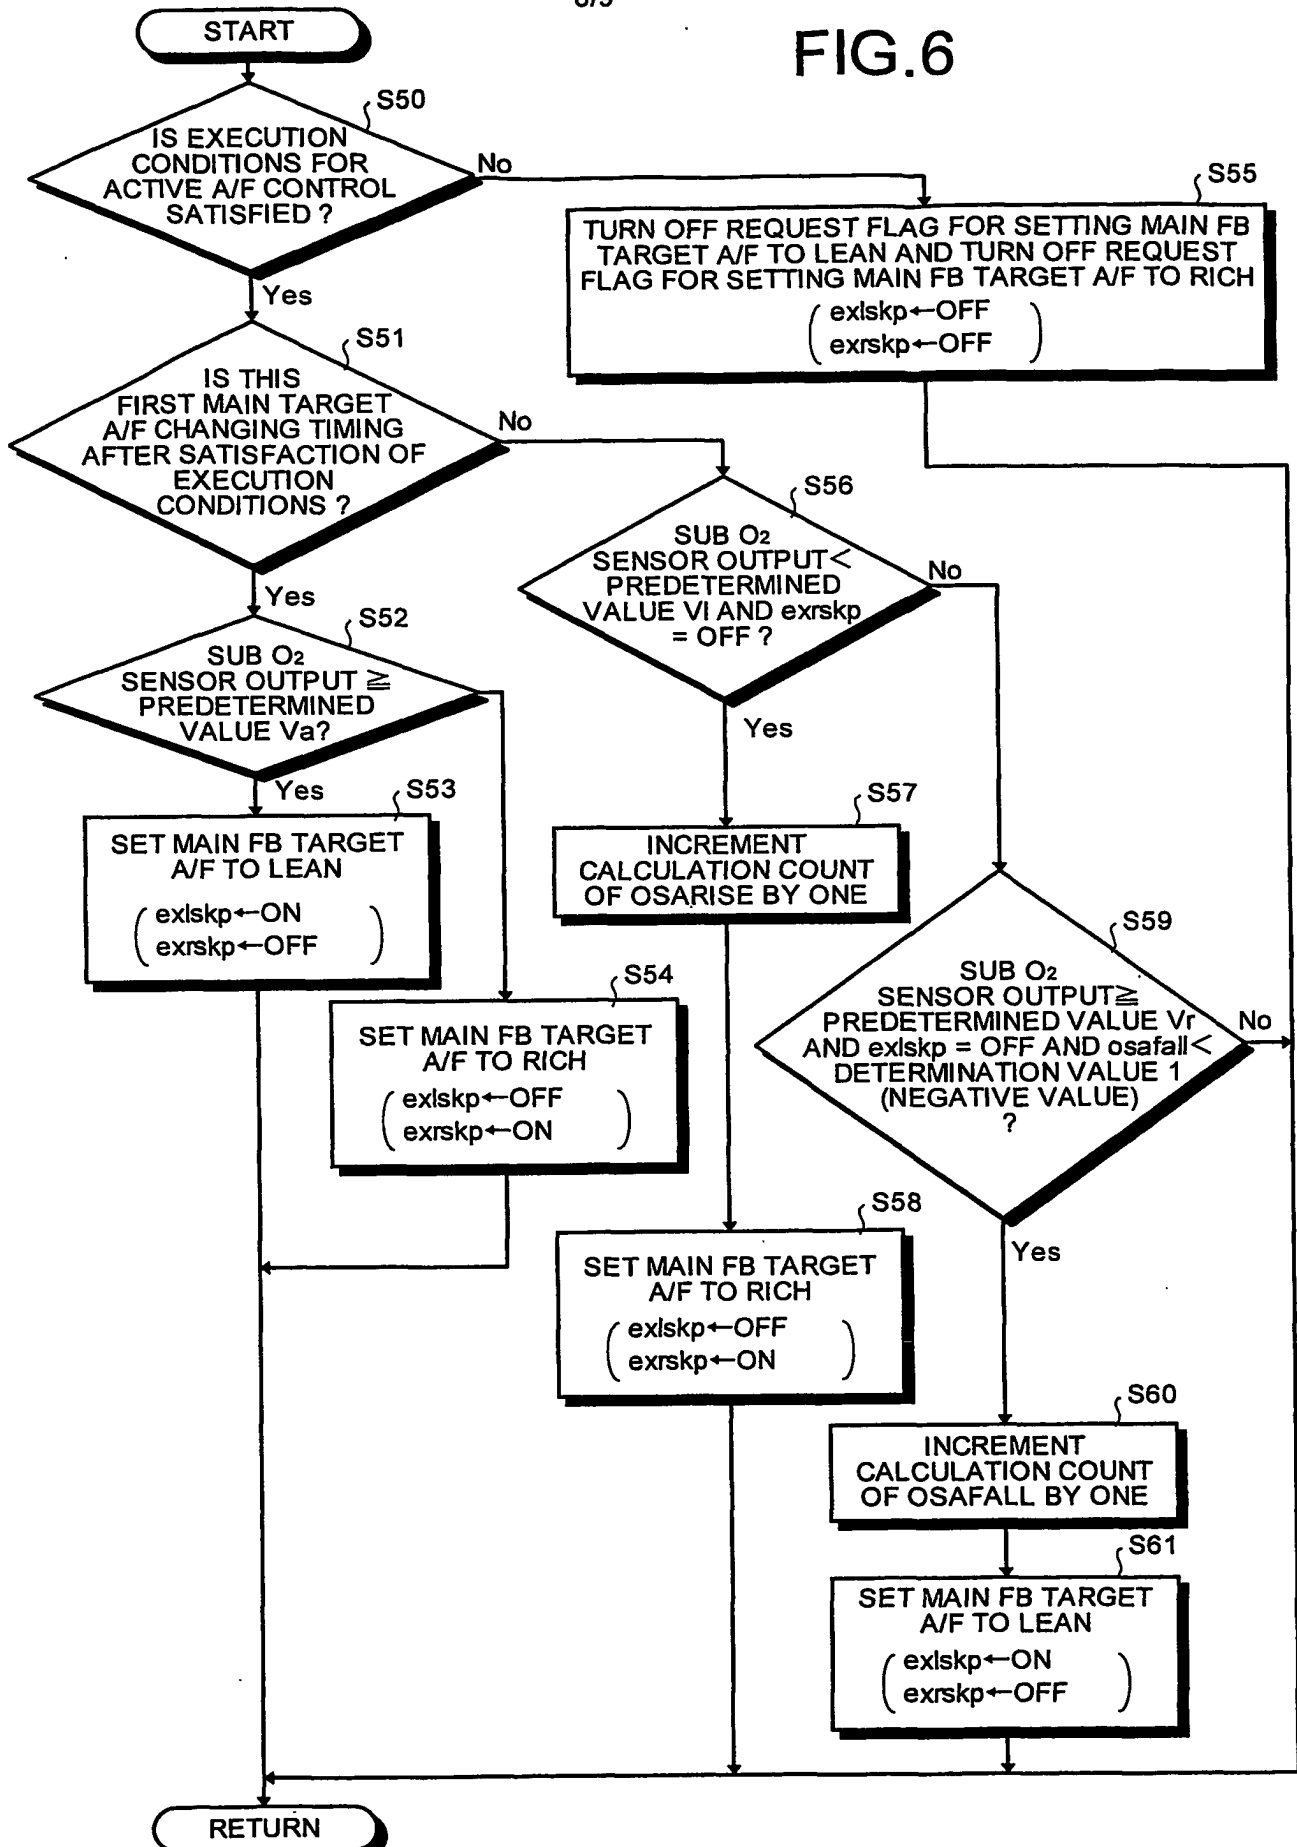 FIG.6
START
S50
IS EXECUTION
CONDITIONS FOR
ACTIVE A/F CONTROL
SATISFIED ?
No
Yes
S55
TURN OFF REQUEST FLAG FOR SETTING MAIN FB
TARGET A/F TO LEAN AND TURN OFF REQUEST
FLAG FOR SETTING MAIN FB TARGET A/F TO RICH
( exlskp←OFF
exrskp←OFF )
S51
IS THIS
FIRST MAIN TARGET
A/F CHANGING TIMING
AFTER SATISFACTION OF
EXECUTION
CONDITIONS ?
No
Yes
S52
SUB O2
SENSOR OUTPUT ≧
PREDETERMINED
VALUE Va?
Yes
S53
SET MAIN FB TARGET
A/F TO LEAN
( exlskp←ON
exrskp←OFF )
S54
SET MAIN FB TARGET
A/F TO RICH
( exlskp←OFF
exrskp←ON )
S56
SUB O2
SENSOR OUTPUT<
PREDETERMINED
VALUE Vl AND exrskp
= OFF ?
No
Yes
S57
INCREMENT
CALCULATION COUNT
OF OSARISE BY ONE
S58
SET MAIN FB TARGET
A/F TO RICH
( exlskp←OFF
exrskp←ON )
S59
SUB O2
SENSOR OUTPUT≧
PREDETERMINED VALUE Vr
AND exlskp = OFF AND osafall<
DETERMINATION VALUE 1
(NEGATIVE VALUE)
?
No
Yes
S60
INCREMENT
CALCULATION COUNT
OF OSAFALL BY ONE
S61
SET MAIN FB TARGET
A/F TO LEAN
( exlskp←ON
exrskp←OFF )
RETURN